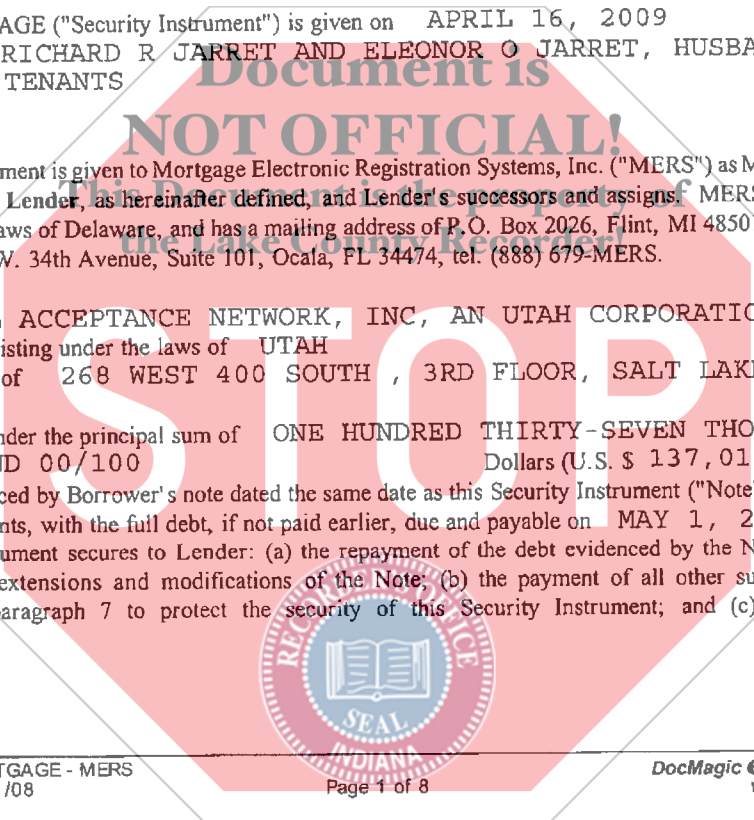 AGE ("Security Instrument") is given on APRIL 16, 2009
RICHARD R JARRET AND ELEONOR O JARRET, HUSBA
TENANTS
Document is
NOT OFFICIAL!
ment is given to Mortgage Electronic Registration Systems, Inc. ("MERS") as M
This Document is the property of
Lender, as hereinafter defined, and Lender's successors and assigns. MERS
aws of Delaware, and has a mailing address of P.O. Box 2026, Flint, MI 4850
the Lake County Recorder!
W. 34th Avenue, Suite 101, Ocala, FL 34474, tel. (888) 679-MERS.
ACCEPTANCE NETWORK, INC, AN UTAH CORPORATIO
isting under the laws of UTAH
of 268 WEST 400 SOUTH , 3RD FLOOR, SALT LAK
STOP
nder the principal sum of ONE HUNDRED THIRTY-SEVEN THO
ND 00/100 Dollars (U.S. $ 137,01
ced by Borrower's note dated the same date as this Security Instrument ("Note"
nts, with the full debt, if not paid earlier, due and payable on MAY 1, 2
ument secures to Lender: (a) the repayment of the debt evidenced by the N
extensions and modifications of the Note; (b) the payment of all other su
aragraph 7 to protect the security of this Security Instrument; and (c)
RECORDER'S OFFICE
SEAL
INDIANA
TGAGE - MERS DocMagic
/08 Page 1 of 8